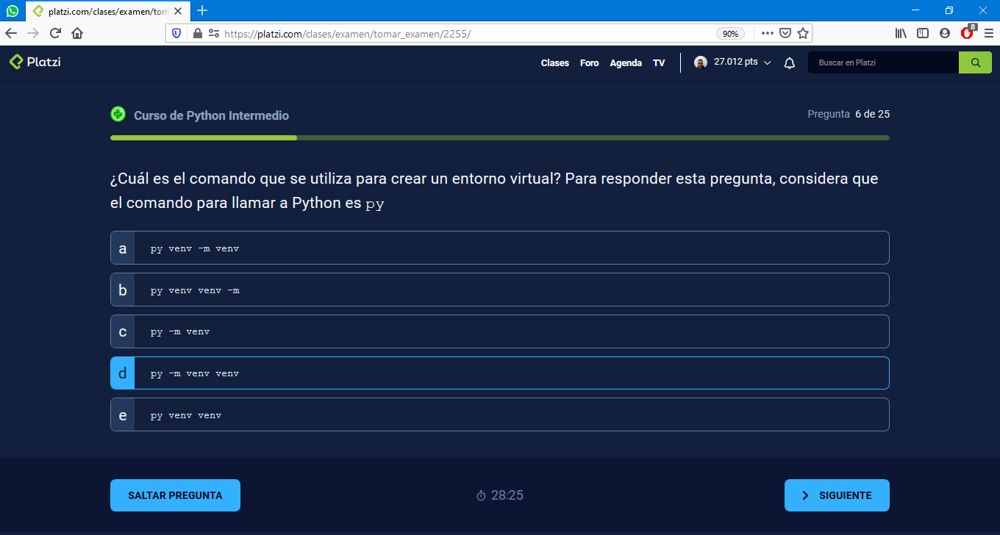 platzi.com/clases/examen/tom
https://platzi.com/clases/examen/tomar_examen/2255/
90%
8
Platzi
Clases Foro Agenda TV
27.012 pts
Buscar en Platzi
Curso de Python Intermedio
Pregunta 6 de 25
¿Cuál es el comando que se utiliza para crear un entorno virtual? Para responder esta pregunta, considera que
el comando para llamar a Python es py
a py venv -m venv
b py venv venv -m
c py -m venv
d py -m venv venv
e py venv venv
SALTAR PREGUNTA
28:25
SIGUIENTE